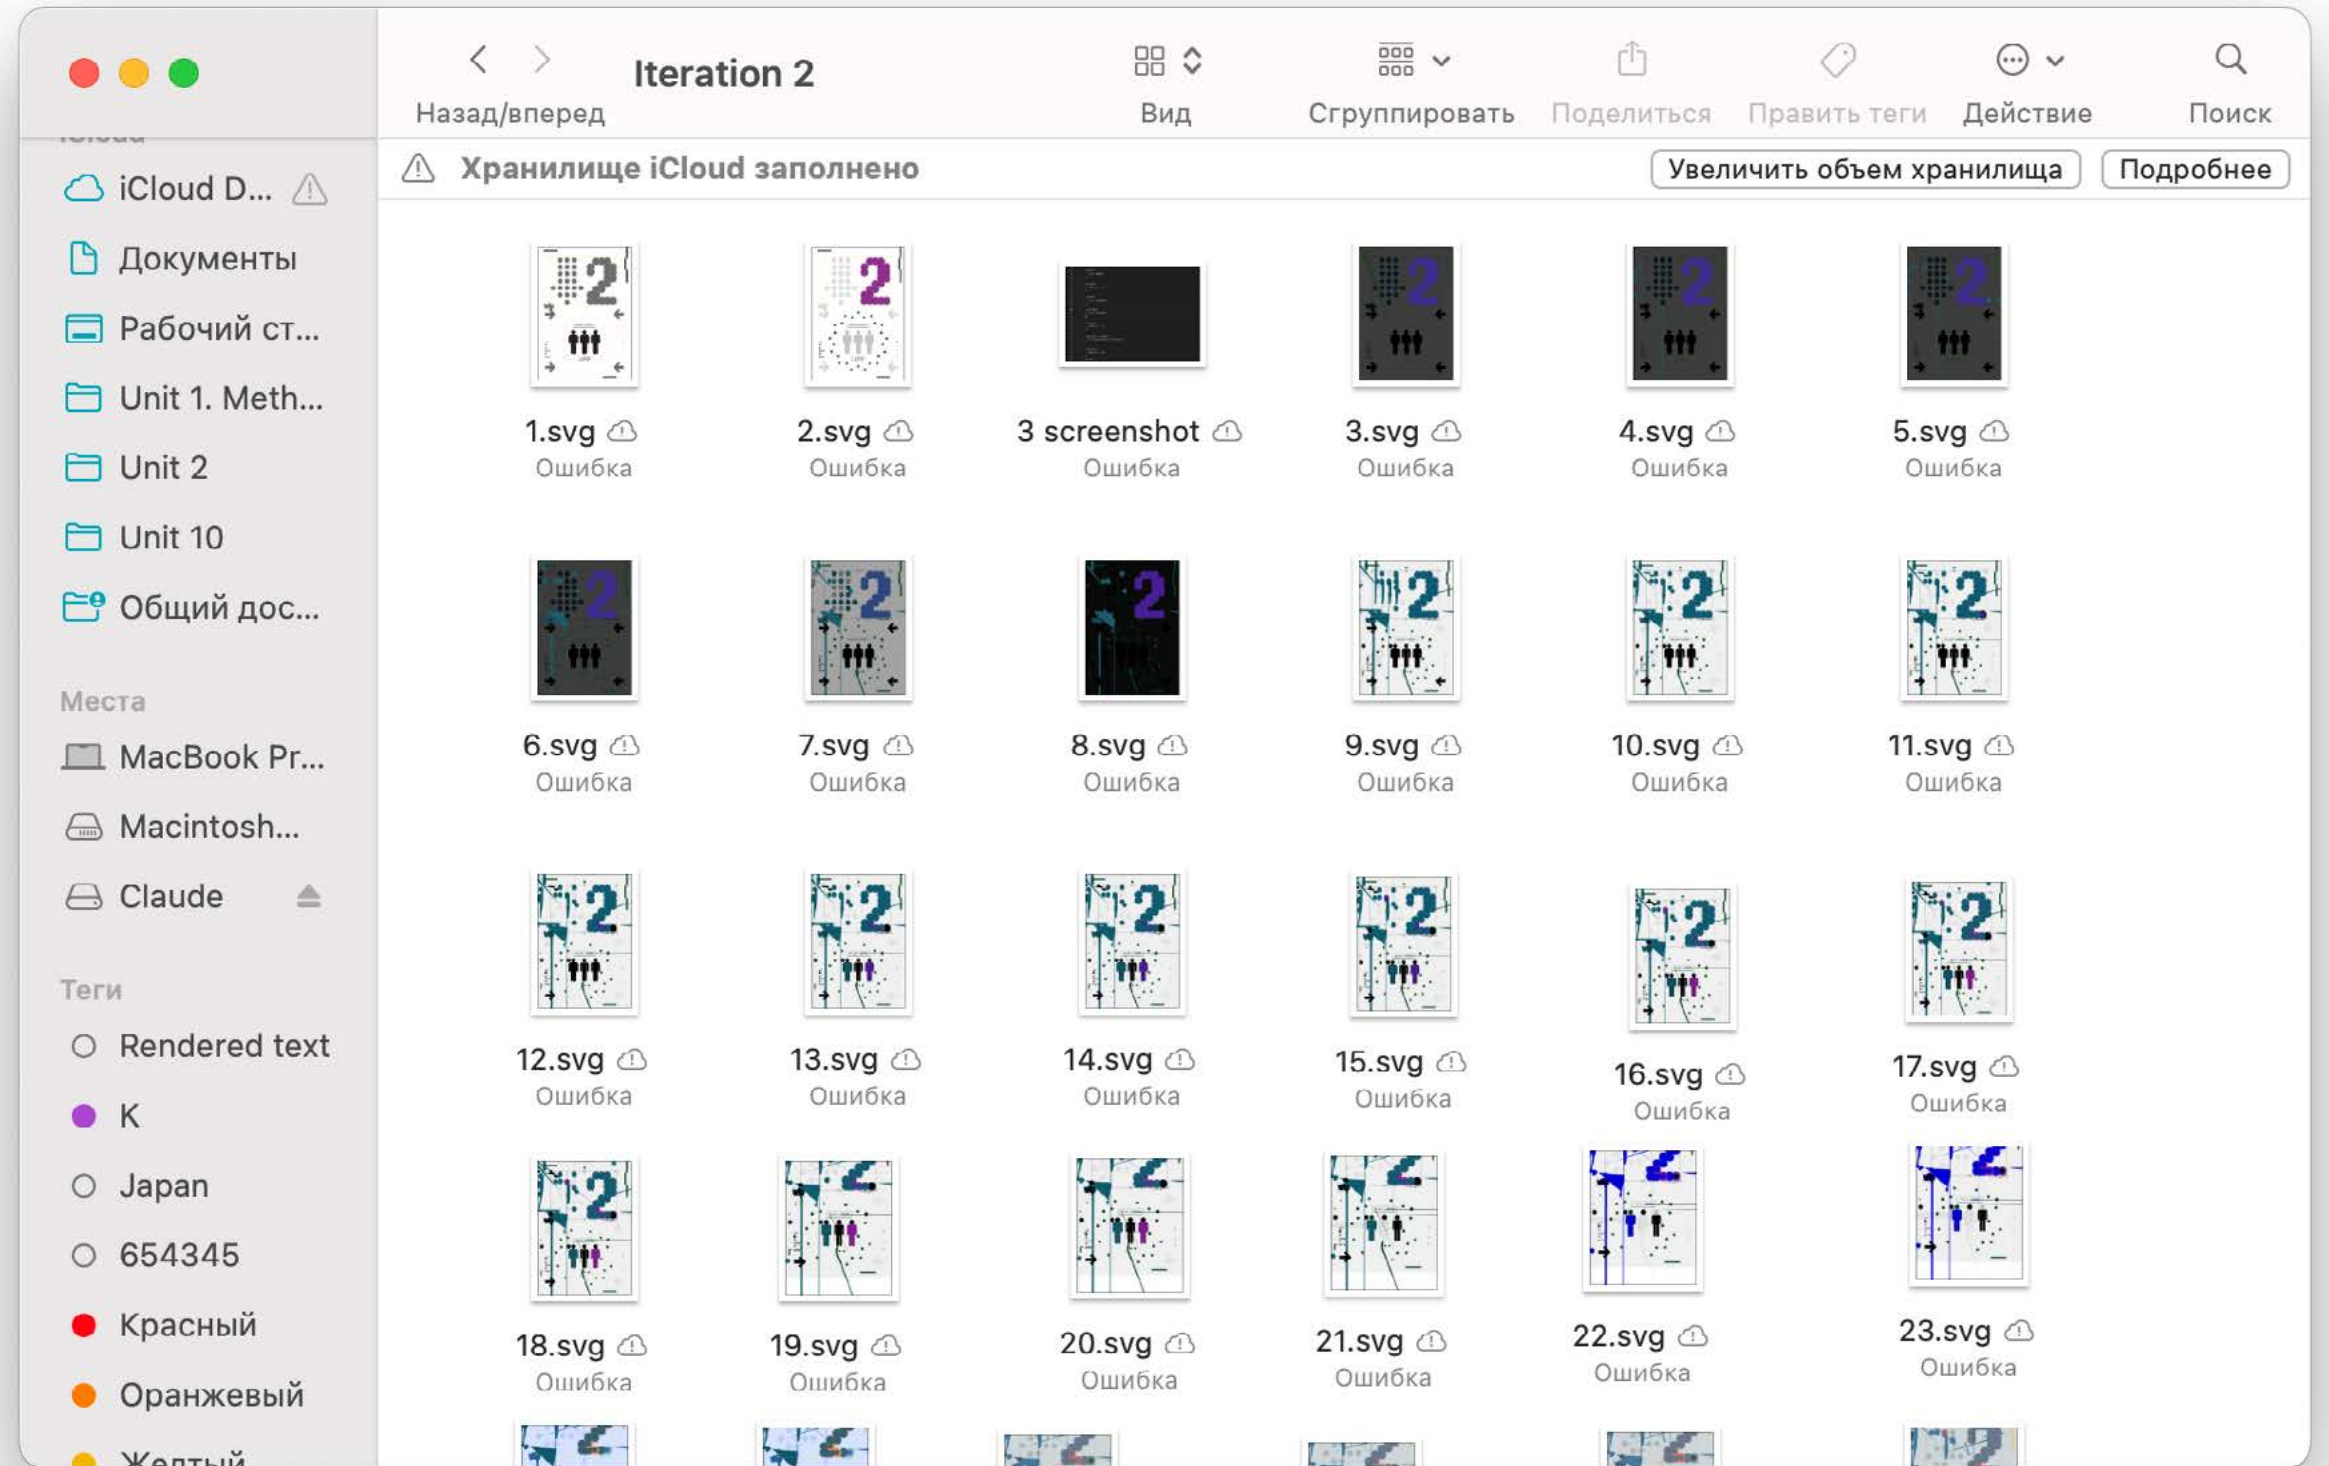 Iteration 2
Назад/вперед
Вид
Сгруппировать
Поделиться
Править теги
Действие
Поиск
Хранилище iCloud заполнено
Увеличить объем хранилища
Подробнее
iCloud
iCloud D...
Документы
Рабочий ст...
Unit 1. Meth...
Unit 2
Unit 10
Общий дос...
Места
MacBook Pr...
Macintosh...
Claude
Теги
Rendered text
K
Japan
654345
Красный
Оранжевый
Желтый
1.svg
Ошибка
2.svg
Ошибка
3 screenshot
Ошибка
3.svg
Ошибка
4.svg
Ошибка
5.svg
Ошибка
6.svg
Ошибка
7.svg
Ошибка
8.svg
Ошибка
9.svg
Ошибка
10.svg
Ошибка
11.svg
Ошибка
12.svg
Ошибка
13.svg
Ошибка
14.svg
Ошибка
15.svg
Ошибка
16.svg
Ошибка
17.svg
Ошибка
18.svg
Ошибка
19.svg
Ошибка
20.svg
Ошибка
21.svg
Ошибка
22.svg
Ошибка
23.svg
Ошибка